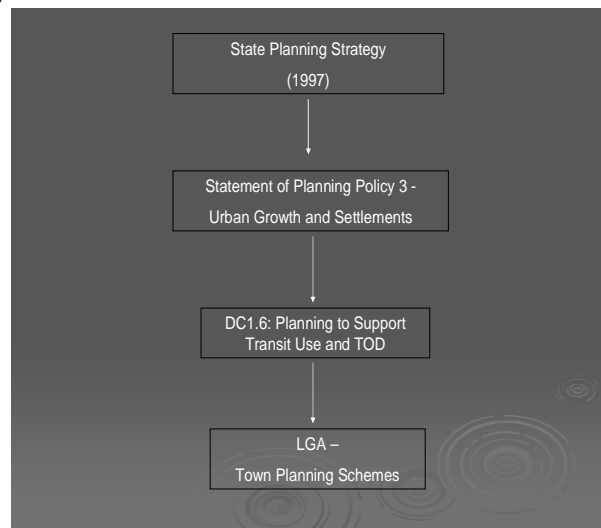 State Planning Strategy
(1997)
Statement of Planning Policy 3 -
Urban Growth and Settlements
DC1.6: Planning to Support
Transit Use and TOD
LGA –
Town Planning Schemes